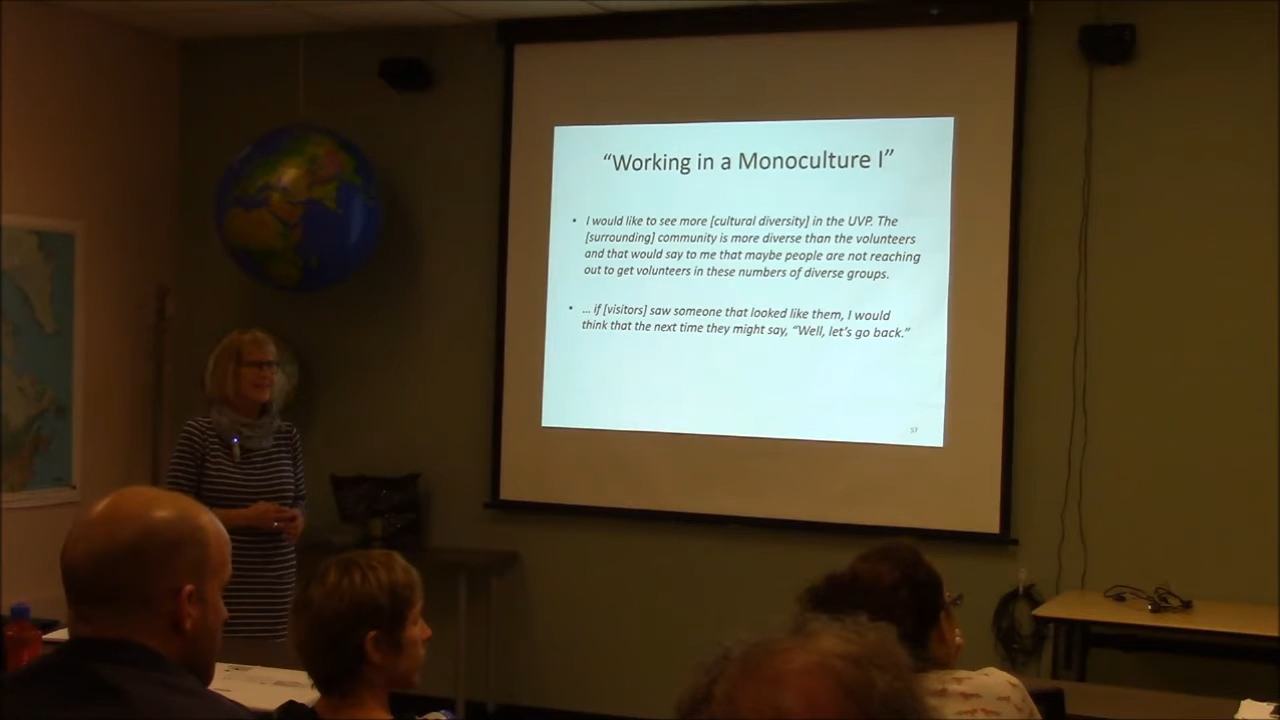 “Working in a Monoculture I”
• I would like to see more [cultural diversity] in the UVP. The
[surrounding] community is more diverse than the volunteers
and that would say to me that maybe people are not reaching
out to get volunteers in these numbers of diverse groups.
• … if [visitors] saw someone that looked like them, I would
think that the next time they might say, “Well, let’s go back.”
57